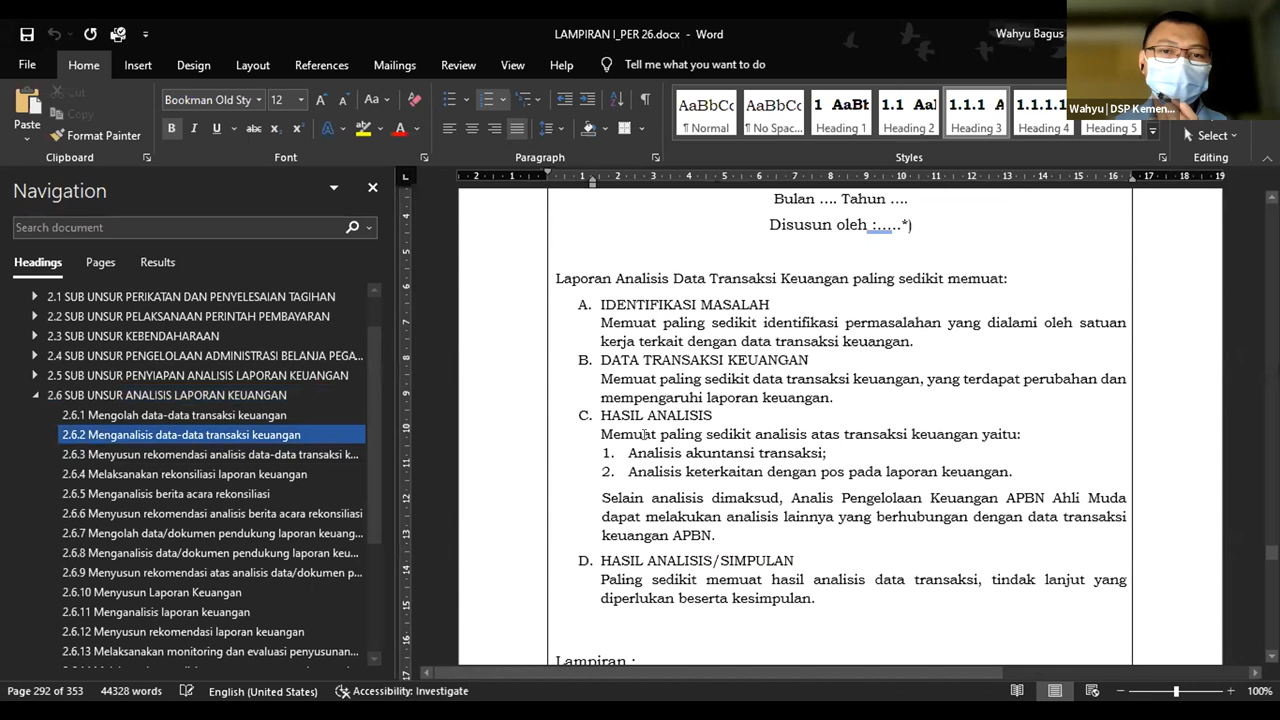 LAMPIRAN I_PER 26.docx - Word
Wahyu Bagus
File Home Insert Design Layout References Mailings Review View Help Tell me what you want to do
Wahyu | DSP Kemen...
Paste
Cut
Copy
Format Painter
Clipboard
Bookman Old Sty 12
Font
Paragraph
AaBbCc AaBbCc 1 AaBb 1.1 Aal 1.1.1 A 1.1.1.1
¶ Normal ¶ No Spac... Heading 1 Heading 2 Heading 3 Heading 4 Heading 5
Styles
Select
Editing
Navigation
Search document
Headings Pages Results
2.1 SUB UNSUR PERIKATAN DAN PENYELESAIAN TAGIHAN
2.2 SUB UNSUR PELAKSANAAN PERINTAH PEMBAYARAN
2.3 SUB UNSUR KEBENDAHARAAN
2.4 SUB UNSUR PENGELOLAAN ADMINISTRASI BELANJA PEGA...
2.5 SUB UNSUR PENYIAPAN ANALISIS LAPORAN KEUANGAN
2.6 SUB UNSUR ANALISIS LAPORAN KEUANGAN
2.6.1 Mengolah data-data transaksi keuangan
2.6.2 Menganalisis data-data transaksi keuangan
2.6.3 Menyusun rekomendasi analisis data-data transaksi k...
2.6.4 Melaksanakan rekonsiliasi laporan keuangan
2.6.5 Menganalisis berita acara rekonsiliasi
2.6.6 Menyusun rekomendasi analisis berita acara rekonsiliasi
2.6.7 Mengolah data/dokumen pendukung laporan keuang...
2.6.8 Menganalisis data/dokumen pendukung laporan keu...
2.6.9 Menyusun rekomendasi atas analisis data/dokumen p...
2.6.10 Menyusun Laporan Keuangan
2.6.11 Menganalisis laporan keuangan
2.6.12 Menyusun rekomendasi laporan keuangan
2.6.13 Melaksanakan monitoring dan evaluasi penyusunan...
Bulan .... Tahun ....
Disusun oleh :.....*)
Laporan Analisis Data Transaksi Keuangan paling sedikit memuat:
A. IDENTIFIKASI MASALAH
Memuat paling sedikit identifikasi permasalahan yang dialami oleh satuan
kerja terkait dengan data transaksi keuangan.
B. DATA TRANSAKSI KEUANGAN
Memuat paling sedikit data transaksi keuangan, yang terdapat perubahan dan
mempengaruhi laporan keuangan.
C. HASIL ANALISIS
Memuat paling sedikit analisis atas transaksi keuangan yaitu:
1. Analisis akuntansi transaksi;
2. Analisis keterkaitan dengan pos pada laporan keuangan.
Selain analisis dimaksud, Analis Pengelolaan Keuangan APBN Ahli Muda
dapat melakukan analisis lainnya yang berhubungan dengan data transaksi
keuangan APBN.
D. HASIL ANALISIS/SIMPULAN
Paling sedikit memuat hasil analisis data transaksi, tindak lanjut yang
diperlukan beserta kesimpulan.
Lampiran :
Page 292 of 353 44328 words English (United States) Accessibility: Investigate 100%